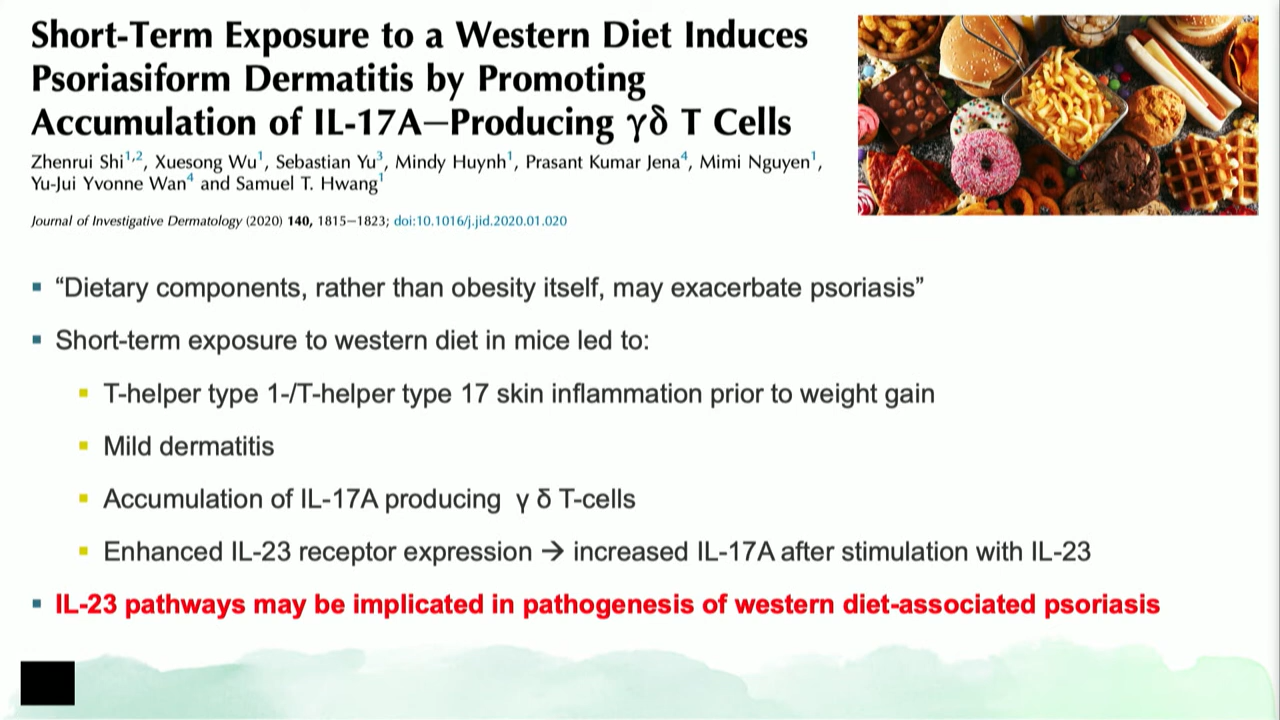 Short-Term Exposure to a Western Diet Induces
Psoriasiform Dermatitis by Promoting
Accumulation of IL-17A—Producing γδ T Cells
Zhenrui Shi1,2, Xuesong Wu1, Sebastian Yu3, Mindy Huynh1, Prasant Kumar Jena4, Mimi Nguyen1,
Yu-Jui Yvonne Wan4 and Samuel T. Hwang1
Journal of Investigative Dermatology (2020) 140, 1815–1823; doi:10.1016/j.jid.2020.01.020
▪ “Dietary components, rather than obesity itself, may exacerbate psoriasis”
▪ Short-term exposure to western diet in mice led to:
▪ T-helper type 1-/T-helper type 17 skin inflammation prior to weight gain
▪ Mild dermatitis
▪ Accumulation of IL-17A producing γ δ T-cells
▪ Enhanced IL-23 receptor expression → increased IL-17A after stimulation with IL-23
▪ IL-23 pathways may be implicated in pathogenesis of western diet-associated psoriasis